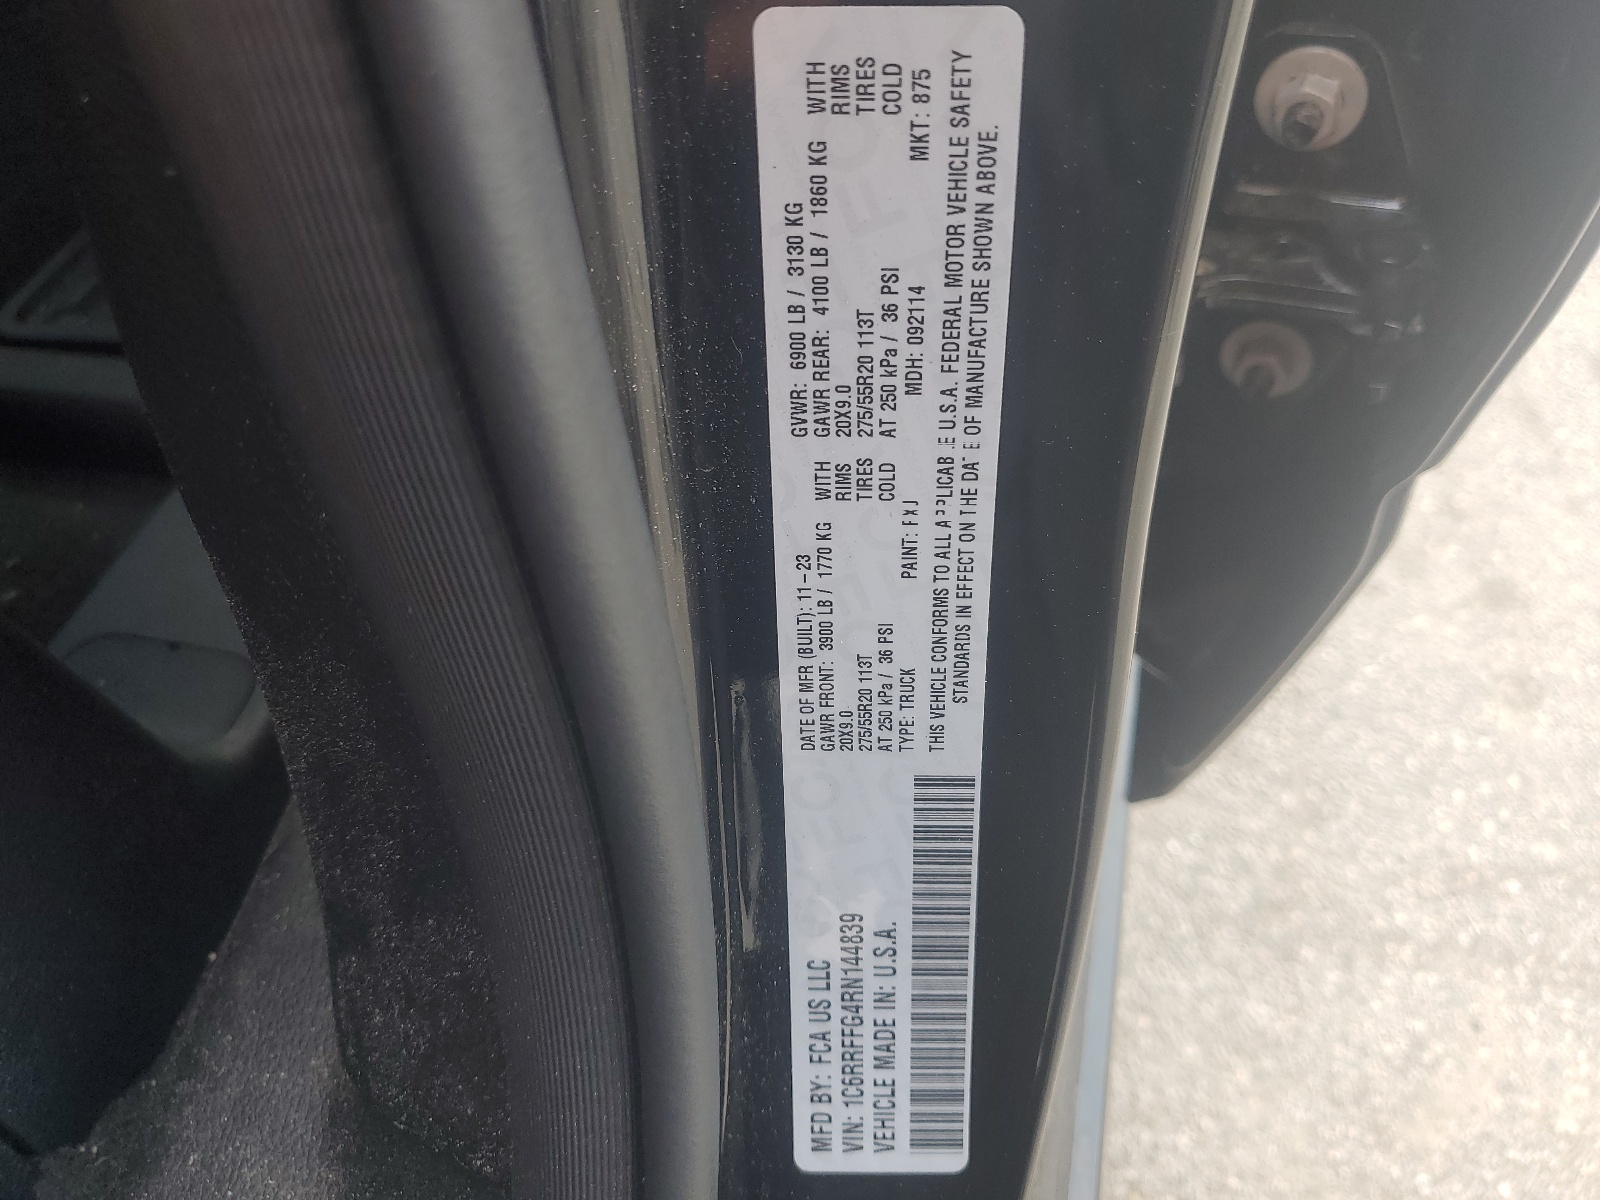 MFD BY: FCA US LLC
VIN: 1C6RRFFG4RN144839
VEHICLE MADE IN: U.S.A.
DATE OF MFR (BUILT): 11-23 GVWR: 6900 LB / 3130 KG
GAWR FRONT: 3900 LB / 1770 KG WITH GAWR REAR: 4100 LB / 1860 KG WITH
20X9.0 RIMS 20X9.0 RIMS
275/55R20 113T TIRES 275/55R20 113T TIRES
AT 250 kPa / 36 PSI COLD AT 250 kPa / 36 PSI COLD
TYPE: TRUCK PAINT: FXJ MDH: 092114 MKT: 875
THIS VEHICLE CONFORMS TO ALL APPLICABLE U.S.A. FEDERAL MOTOR VEHICLE SAFETY
STANDARDS IN EFFECT ON THE DATE OF MANUFACTURE SHOWN ABOVE.